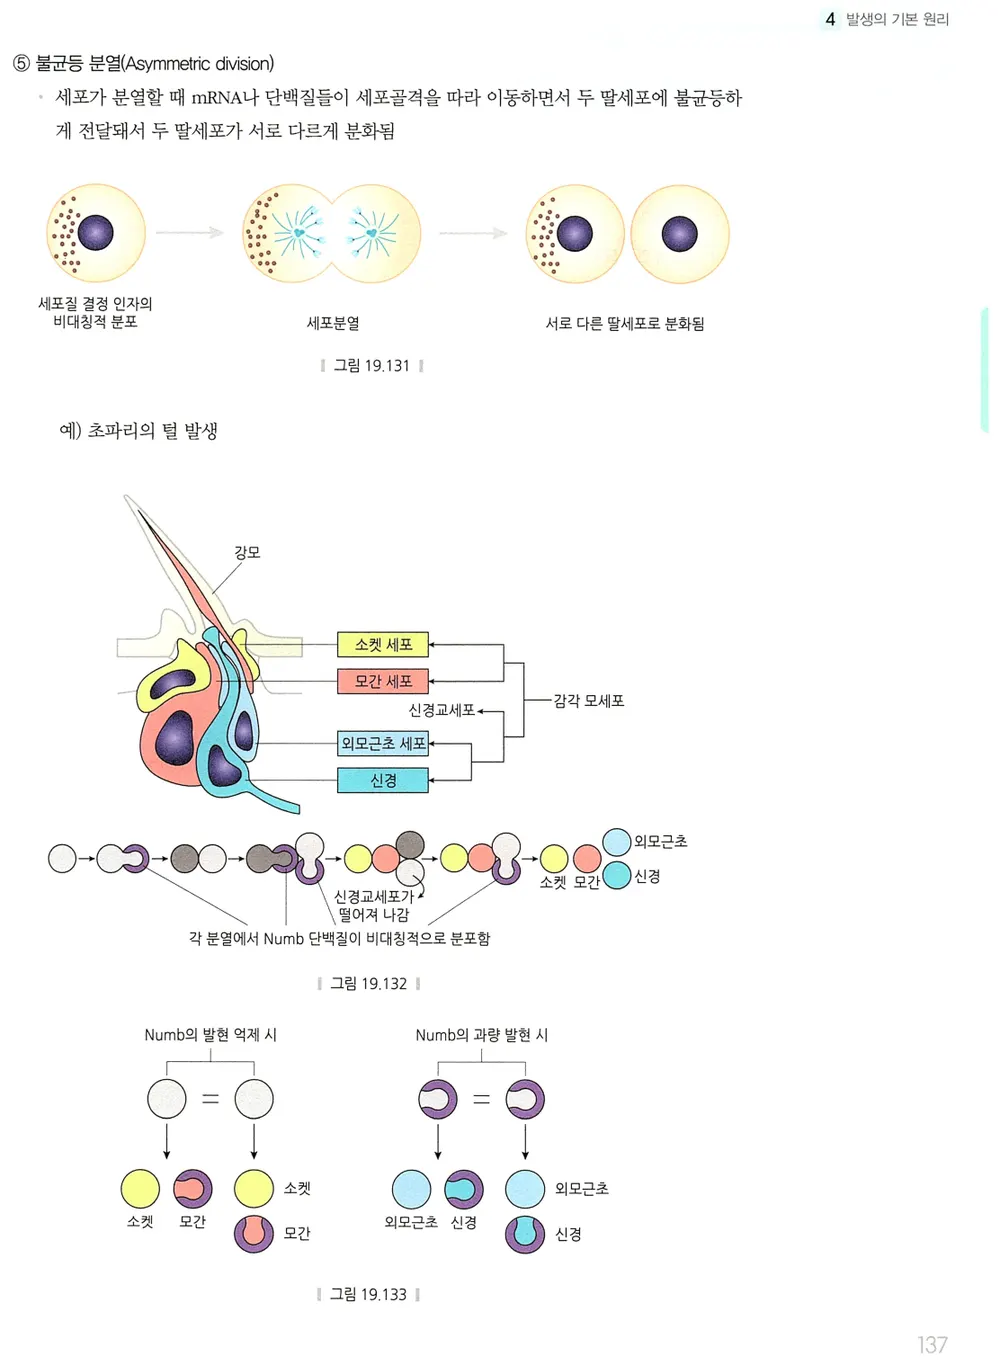 4 발생의 기본 원리
⑤ 불균등 분열(Asymmetric division)
• 세포가 분열할 때 mRNA나 단백질들이 세포골격을 따라 이동하면서 두 딸세포에 불균등하
게 전달돼서 두 딸세포가 서로 다르게 분화됨
세포질 결정 인자의
비대칭적 분포
세포분열
서로 다른 딸세포로 분화됨
그림 19.131
예) 초파리의 털 발생
강모
소켓 세포
모간 세포
감각 모세포
신경교세포
외모근초 세포
신경
외모근초
신경
소켓 모간
신경교세포가
떨어져 나감
각 분열에서 Numb 단백질이 비대칭적으로 분포함
그림 19.132
Numb의 발현 억제 시
Numb의 과량 발현 시
소켓
외모근초
소켓 모간
외모근초 신경
모간
신경
그림 19.133
137